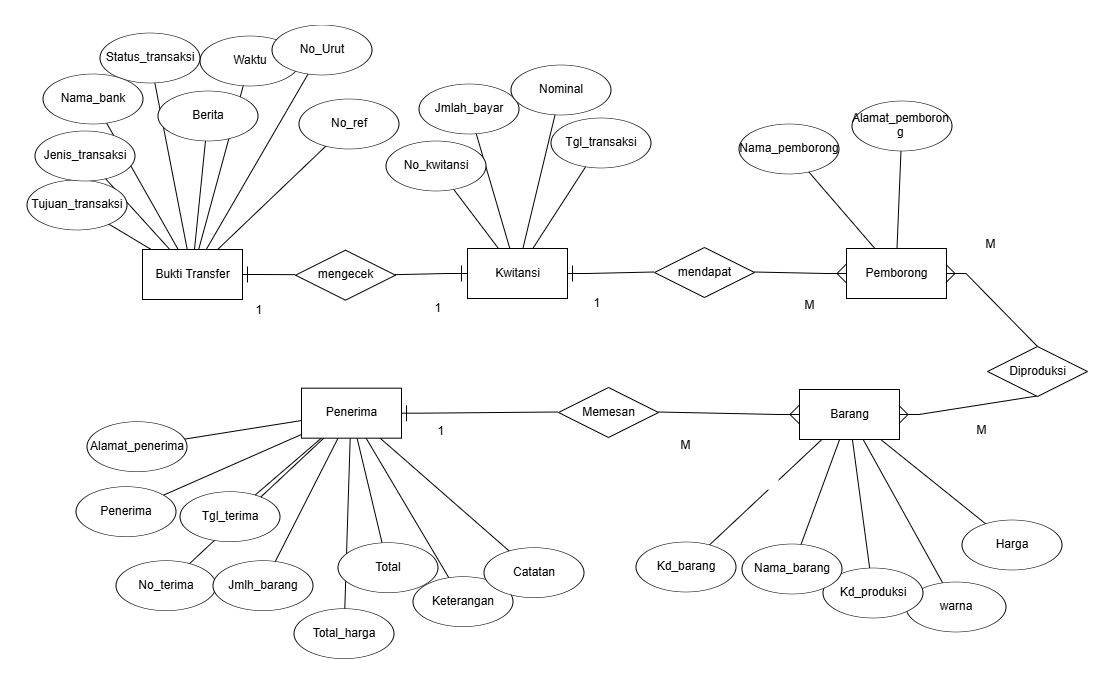 Status_transaksi
Waktu
No_Urut
Nama_bank
Berita
No_ref
Jenis_transaksi
Tujuan_transaksi
Jmlah_bayar
Nominal
No_kwitansi
Tgl_transaksi
Nama_pemborong
Alamat_pemboron
g
Bukti Transfer
mengecek
Kwitansi
mendapat
Pemborong
M
1
1
1
M
Diproduksi
Penerima
Memesan
Barang
1
M
M
Alamat_penerima
Penerima
Tgl_terima
No_terima
Jmlh_barang
Total_harga
Total
Keterangan
Catatan
Kd_barang
Nama_barang
Kd_produksi
warna
Harga